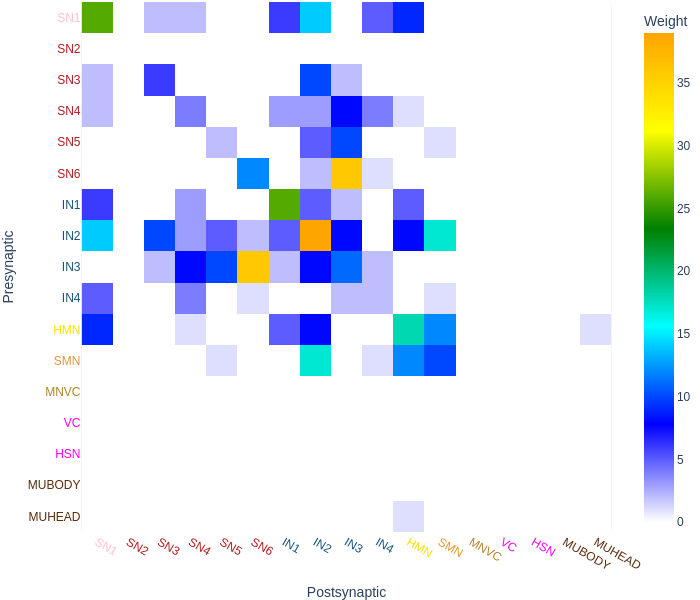 Weight
SN1
SN2
SN3
SN4
SN5
SN6
IN1
IN2
IN3
IN4
HMN
SMN
MNVC
VC
HSN
MUBODY
MUHEAD
Presynaptic
35
30
25
20
15
10
5
0
SN1 SN2 SN3 SN4 SN5 SN6 IN1 IN2 IN3 IN4 HMN SMN MNVC VC HSN MUBODY MUHEAD
Postsynaptic